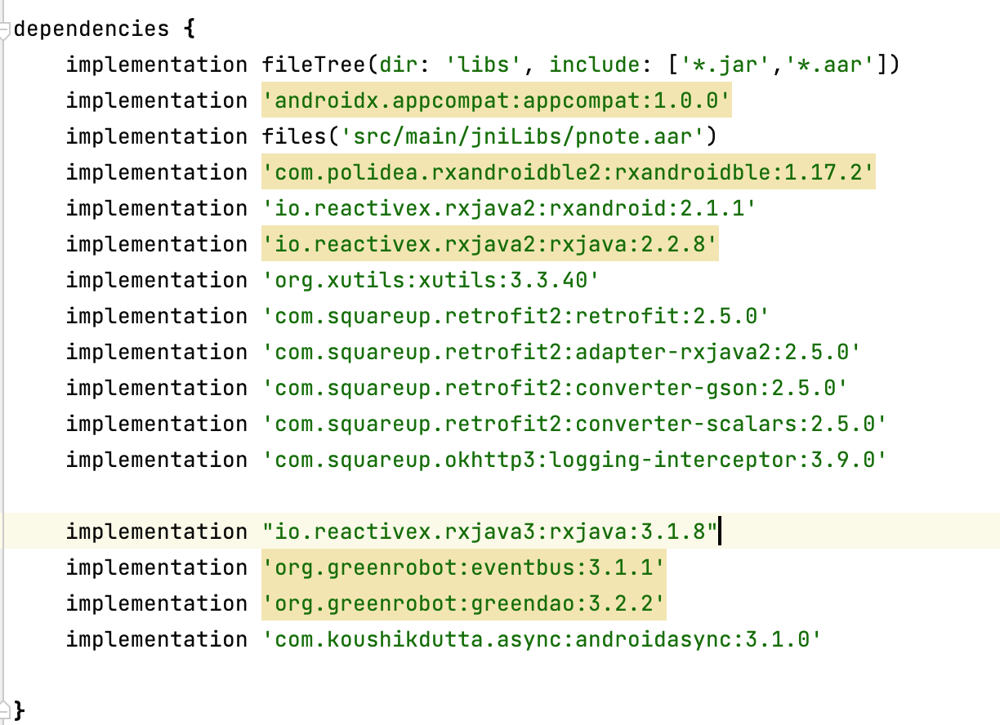 dependencies {
    implementation fileTree(dir: 'libs', include: ['*.jar','*.aar'])
    implementation 'androidx.appcompat:appcompat:1.0.0'
    implementation files('src/main/jniLibs/pnote.aar')
    implementation 'com.polidea.rxandroidble2:rxandroidble:1.17.2'
    implementation 'io.reactivex.rxjava2:rxandroid:2.1.1'
    implementation 'io.reactivex.rxjava2:rxjava:2.2.8'
    implementation 'org.xutils:xutils:3.3.40'
    implementation 'com.squareup.retrofit2:retrofit:2.5.0'
    implementation 'com.squareup.retrofit2:adapter-rxjava2:2.5.0'
    implementation 'com.squareup.retrofit2:converter-gson:2.5.0'
    implementation 'com.squareup.retrofit2:converter-scalars:2.5.0'
    implementation 'com.squareup.okhttp3:logging-interceptor:3.9.0'
    implementation "io.reactivex.rxjava3:rxjava:3.1.8"
    implementation 'org.greenrobot:eventbus:3.1.1'
    implementation 'org.greenrobot:greendao:3.2.2'
    implementation 'com.koushikdutta.async:androidasync:3.1.0'
}